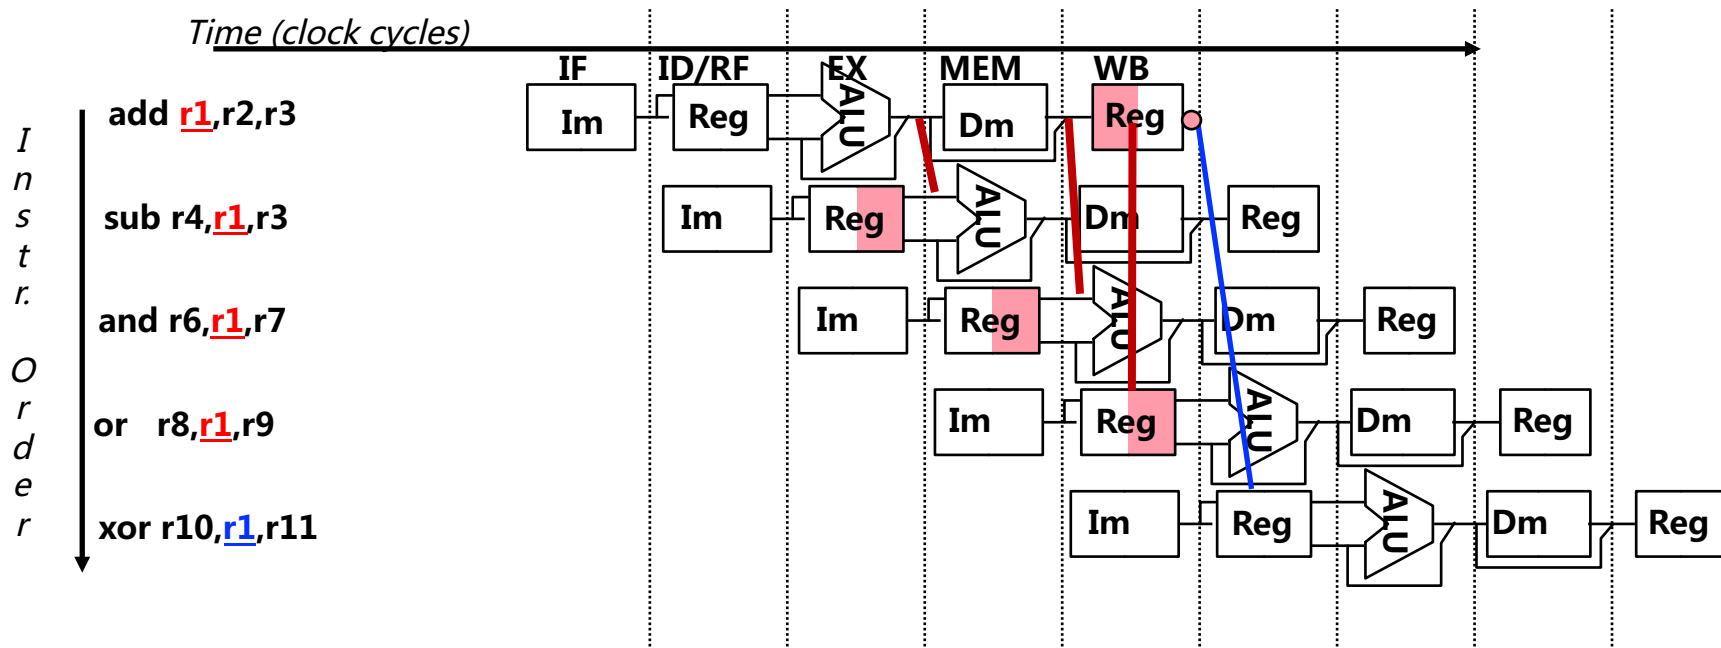 Time (clock cycles)
IF ID/RF EX MEM WB
Instr. Order
add r1,r2,r3 Im Reg ALU Dm Reg
sub r4,r1,r3 Im Reg ALU Dm Reg
and r6,r1,r7 Im Reg ALU Dm Reg
or r8,r1,r9 Im Reg ALU Dm Reg
xor r10,r1,r11 Im Reg ALU Dm Reg